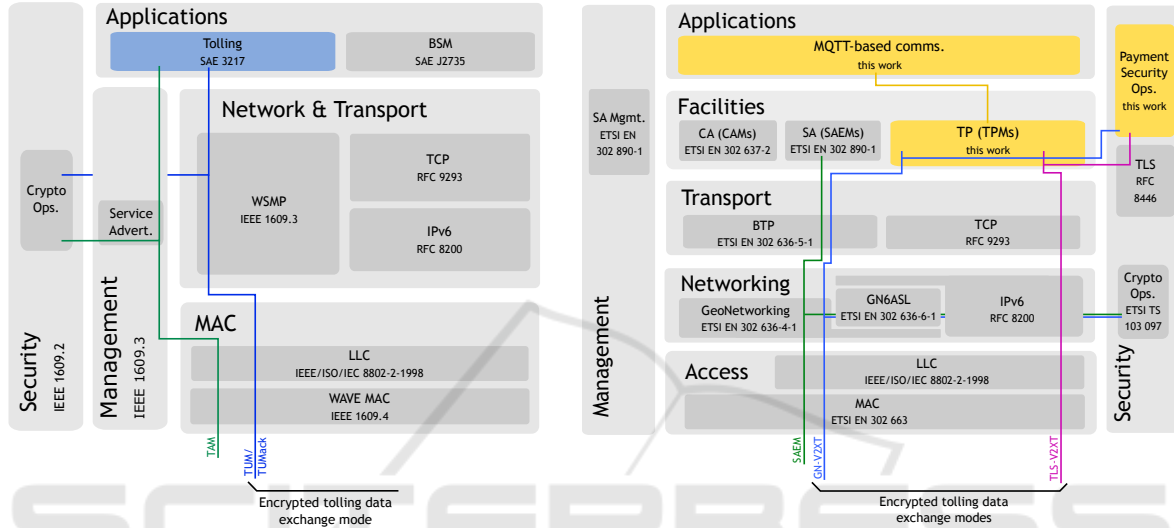 Applications
Tolling
SAE 3217
BSM
SAE J2735
Network & Transport
WSMP
IEEE 1609.3
TCP
RFC 9293
IPv6
RFC 8200
Crypto
Ops.
Service
Advert.
Security
IEEE 1609.2
Management
IEEE 1609.3
MAC
LLC
IEEE/ISO/IEC 8802-2-1998
WAVE MAC
IEEE 1609.4
TAM
TUM/
TUMack
Encrypted tolling data
exchange mode
Applications
MQTT-based comms.
this work
Payment
Security
Ops.
this work
SA Mgmt.
ETSI EN
302 890-1
Facilities
CA (CAMs)
ETSI EN 302 637-2
SA (SAEMs)
ETSI EN 302 890-1
TP (TPMs)
this work
TLS
RFC
8446
Transport
BTP
ETSI EN 302 636-5-1
TCP
RFC 9293
Networking
GeoNetworking
ETSI EN 302 636-4-1
GN6ASL
ETSI EN 302 636-6-1
IPv6
RFC 8200
Crypto
Ops.
ETSI TS
103 097
Management
Security
Access
LLC
IEEE/ISO/IEC 8802-2-1998
MAC
ETSI EN 302 663
SAEM
GN-V2XT
TLS-V2XT
Encrypted tolling data
exchange modes
SCITEPRESS